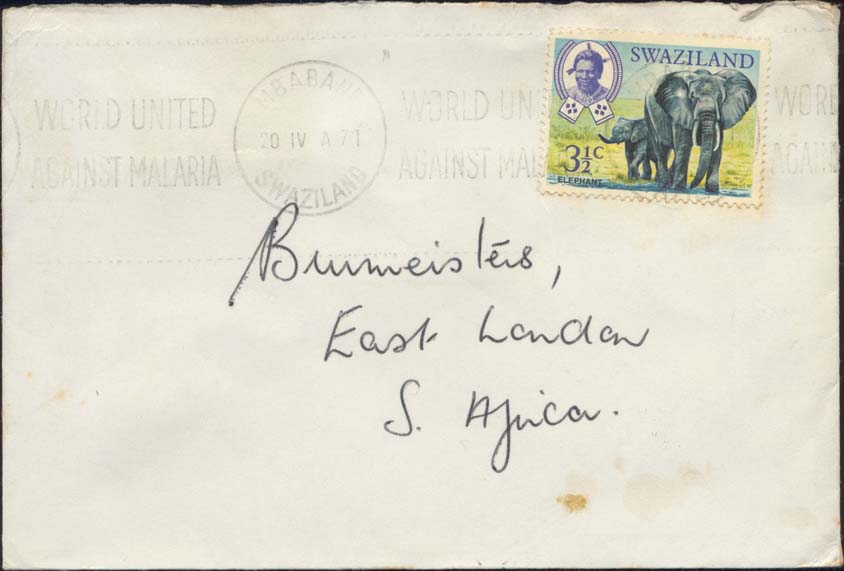 WORLD UNITED
AGAINST MALARIA
MBABANE
20 IV A 71
SWAZILAND
WORLD UN
AGAINST MAL
SWAZILAND
3½c
ELEPHANT
WORL
AGAIN
Burmeisters,
East London
S. Africa.